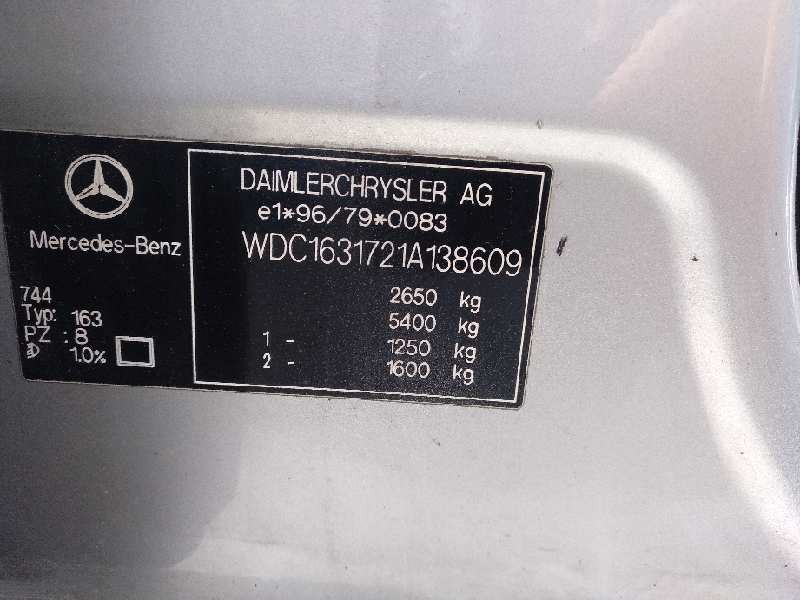 Mercedes-Benz
744
Typ: 163
PZ : 8
1.0%
DAIMLERCHRYSLER AG
e1*96/79*0083
WDC1631721A138609
2650 kg
5400 kg
1 - 1250 kg
2 - 1600 kg